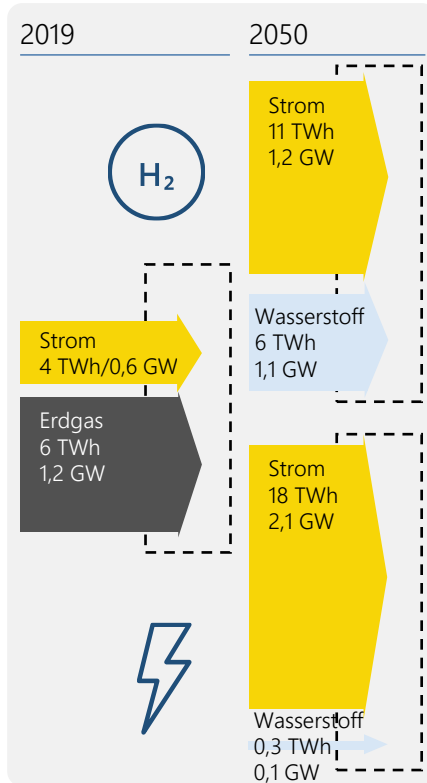 2019
2050
Strom
11 TWh
1,2 GW
H₂
Wasserstoff
6 TWh
1,1 GW
Strom
4 TWh/0,6 GW
Erdgas
6 TWh
1,2 GW
Strom
18 TWh
2,1 GW
Wasserstoff
0,3 TWh
0,1 GW